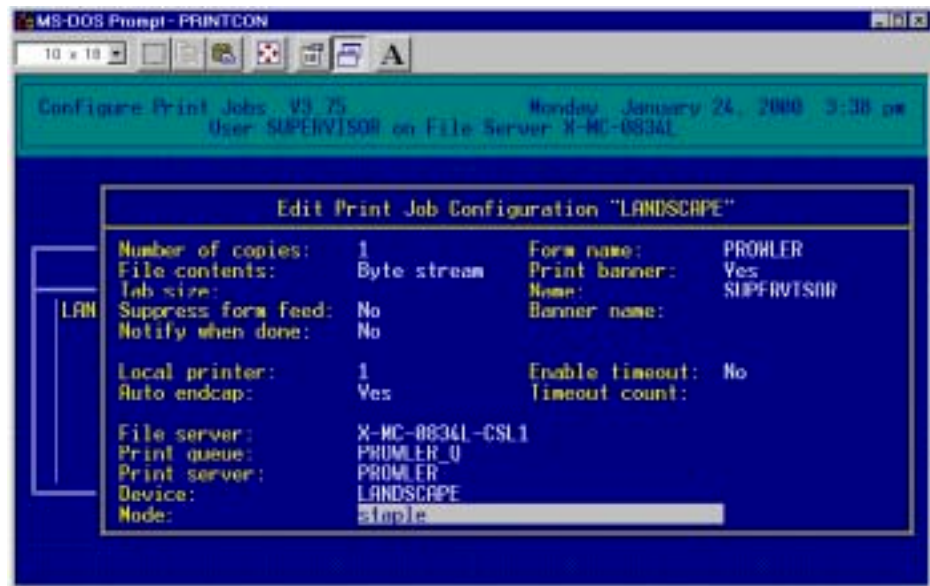 MS-DOS Prompt - PRINTCON
10 x 18
A
Configure Print Jobs V3.75 Monday January 24, 2000 3:38 pm
User SUPERVISOR on File Server X-MC-0834L
Edit Print Job Configuration "LANDSCAPE"
Number of copies: 1 Form name: PROWLER
File contents: Byte stream Print banner: Yes
Tab size: Name: SUPERVISOR
LAN Suppress form feed: No Banner name:
Notify when done: No
Local printer: 1 Enable timeout: No
Auto endcap: Yes Timeout count:
File server: X-MC-0834L-CSL1
Print queue: PROWLER_Q
Print server: PROWLER
Device: LANDSCAPE
Mode: staple